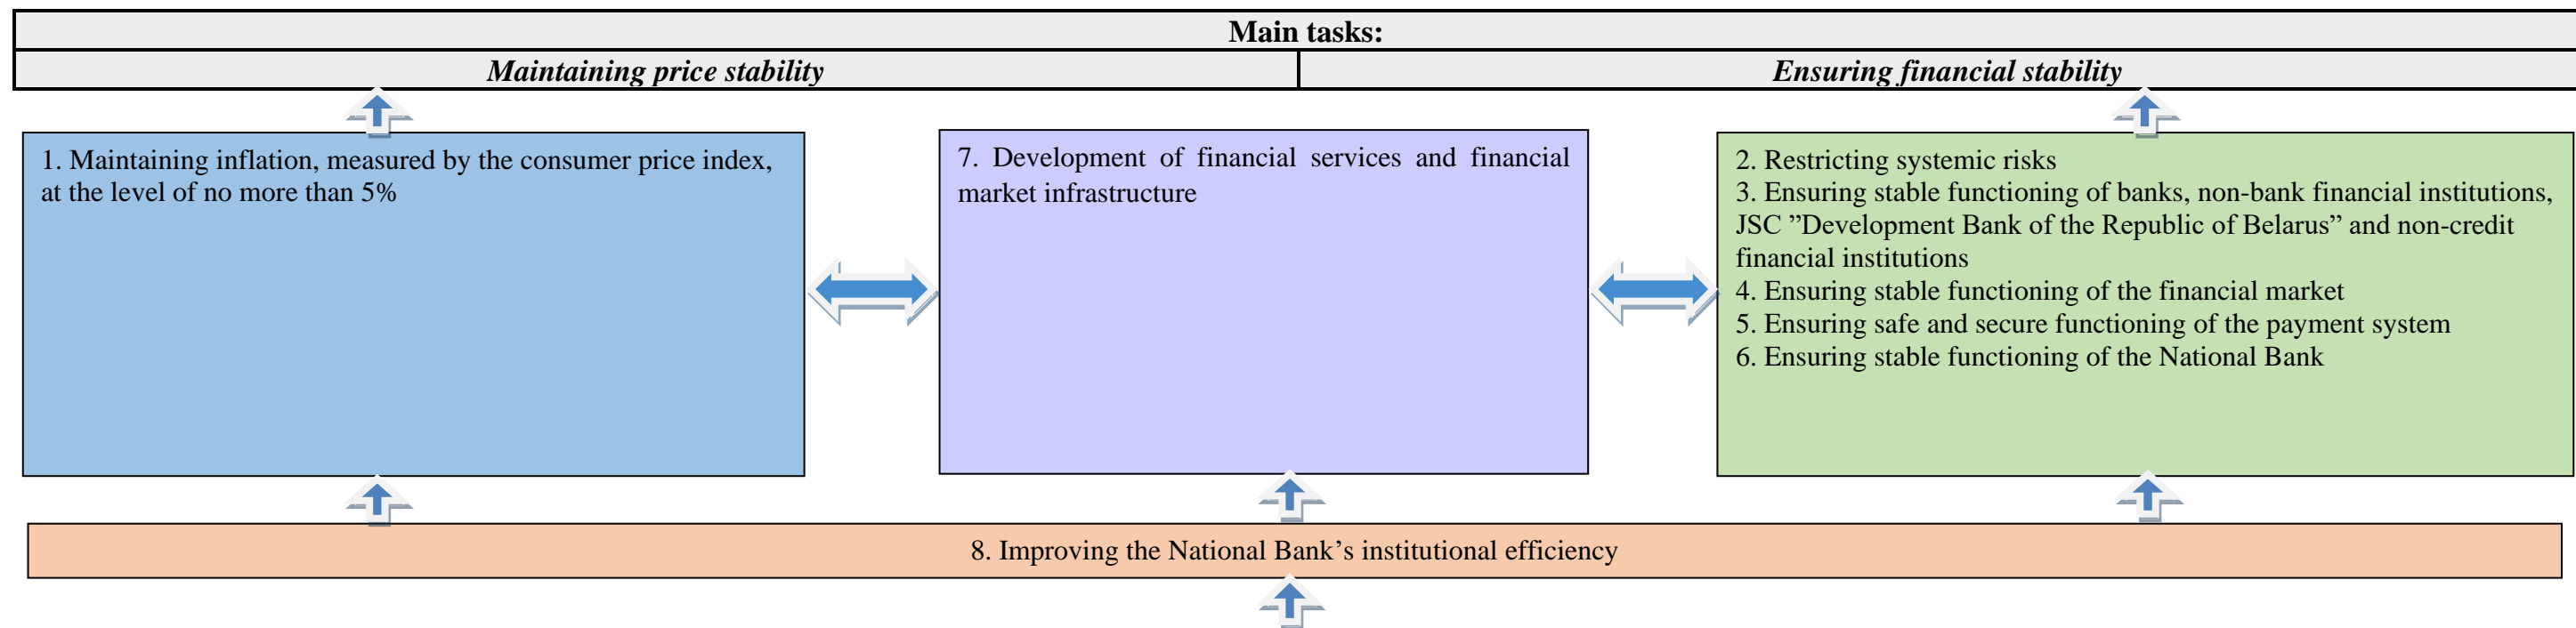 Main tasks:
Maintaining price stability
Ensuring financial stability
1. Maintaining inflation, measured by the consumer price index,
at the level of no more than 5%
7. Development of financial services and financial
market infrastructure
2. Restricting systemic risks
3. Ensuring stable functioning of banks, non-bank financial institutions,
JSC ”Development Bank of the Republic of Belarus” and non-credit
financial institutions
4. Ensuring stable functioning of the financial market
5. Ensuring safe and secure functioning of the payment system
6. Ensuring stable functioning of the National Bank
8. Improving the National Bank’s institutional efficiency